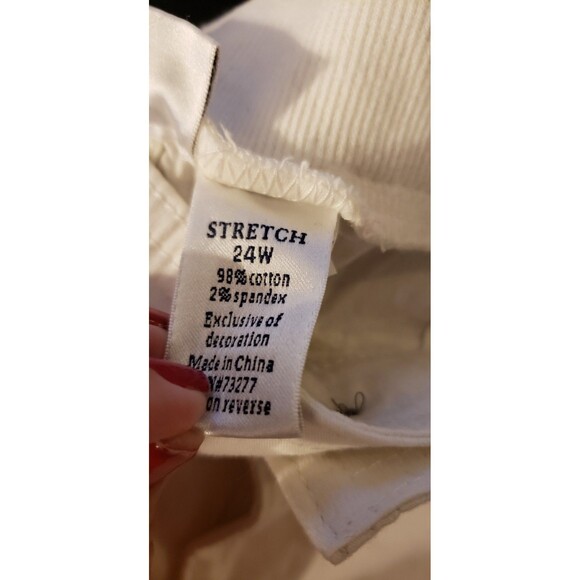 STRETCH
24W
98% cotton
2% spandex
Exclusive of
decoration
Made in China
N#73277
on reverse